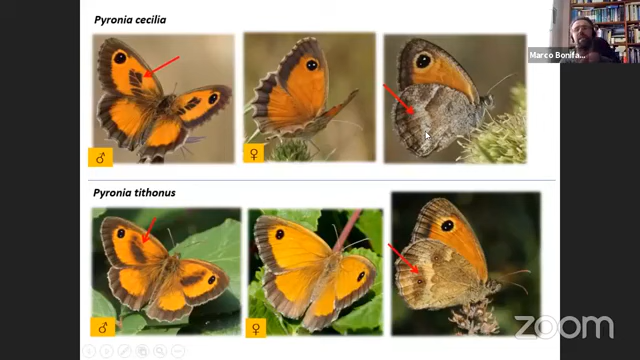 Pyronia cecilia
Marco Bonifa...
♂
♀
Pyronia tithonus
♂
♀
zoom